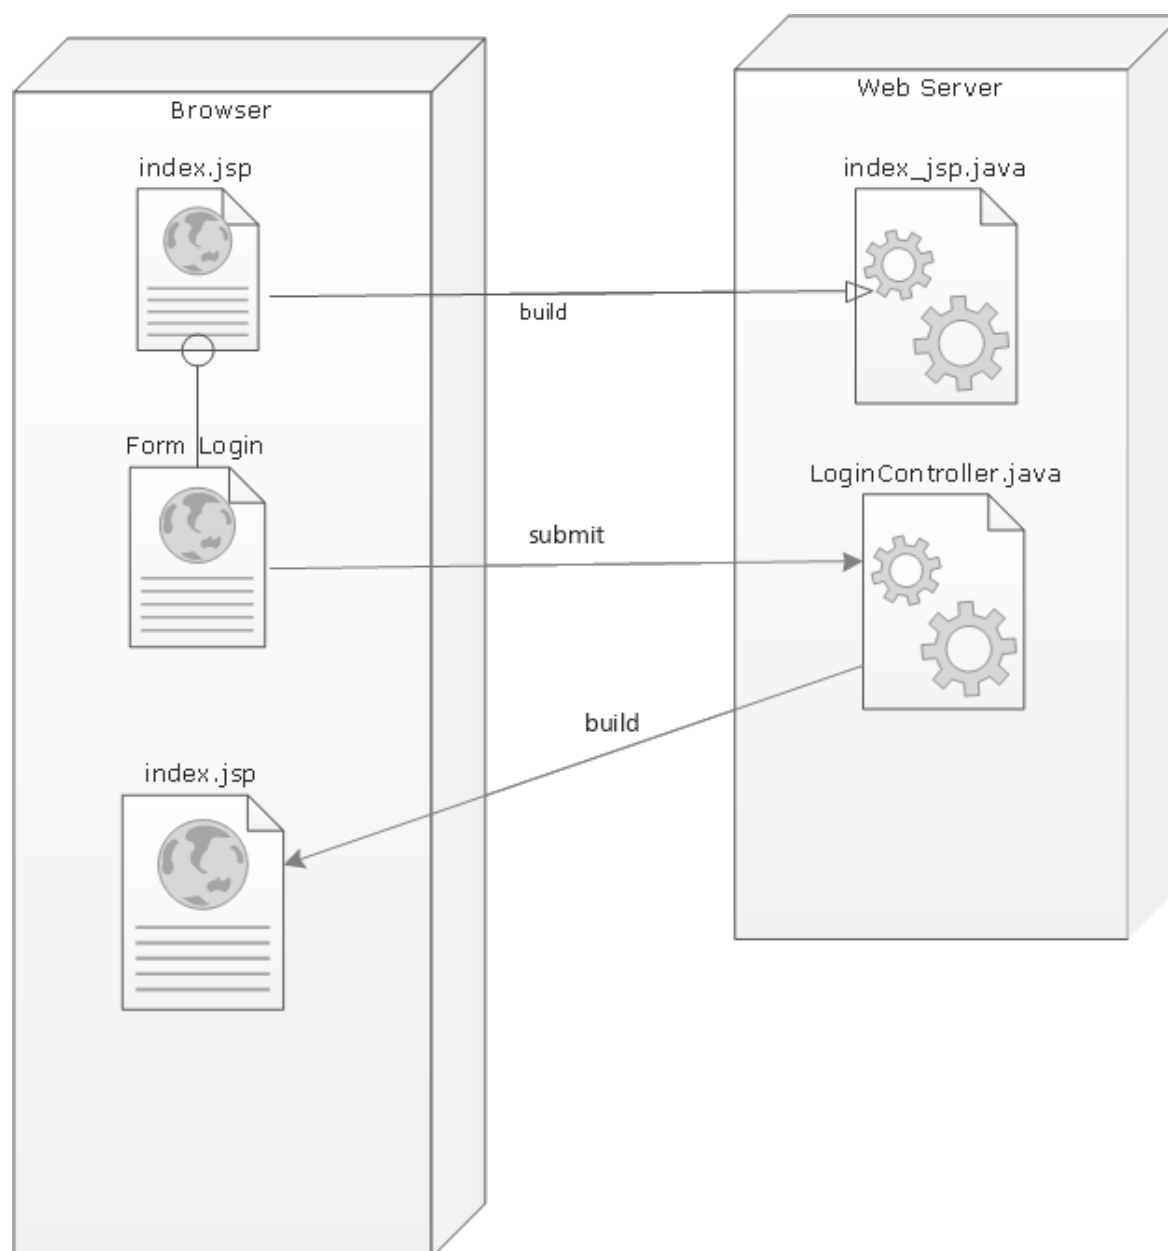 Browser
index.jsp
Form Login
index.jsp
build
submit
build
Web Server
index_jsp.java
LoginController.java